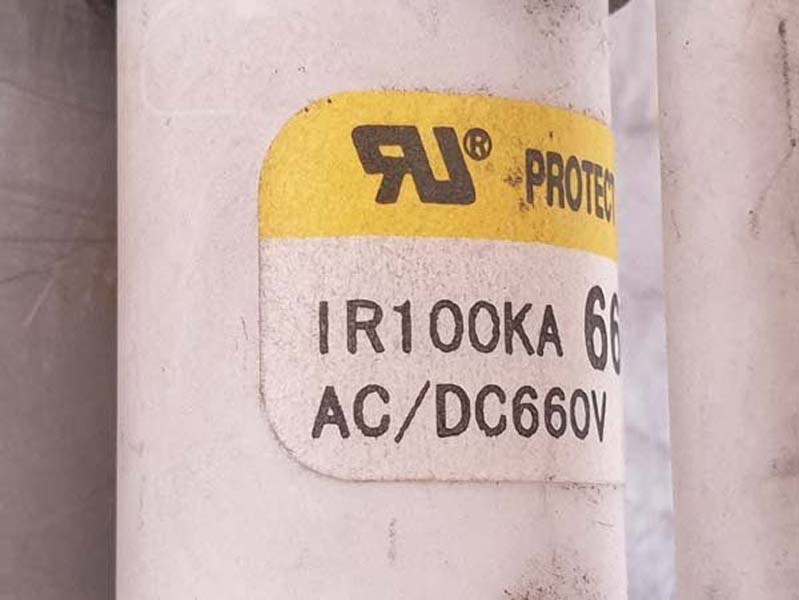 RU® PROTECT
IR100KA 66
AC/DC660V